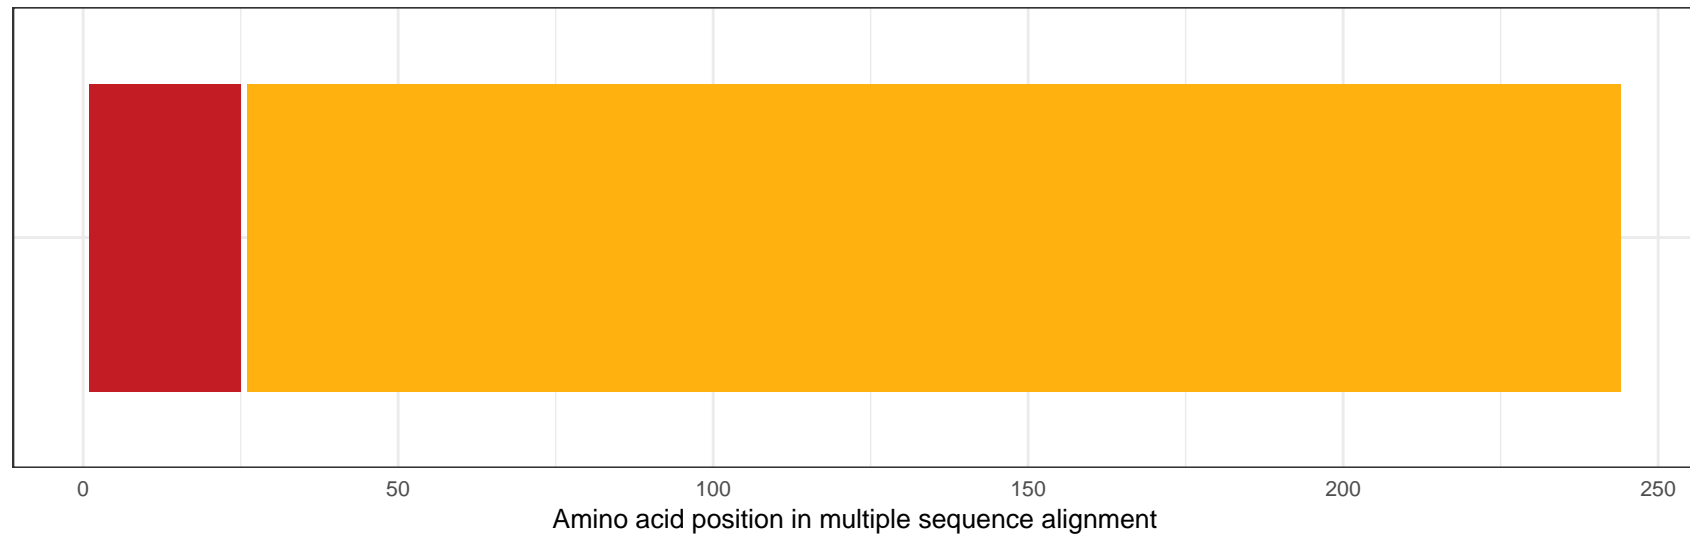 0 50 100 150 200 250
Amino acid position in multiple sequence alignment